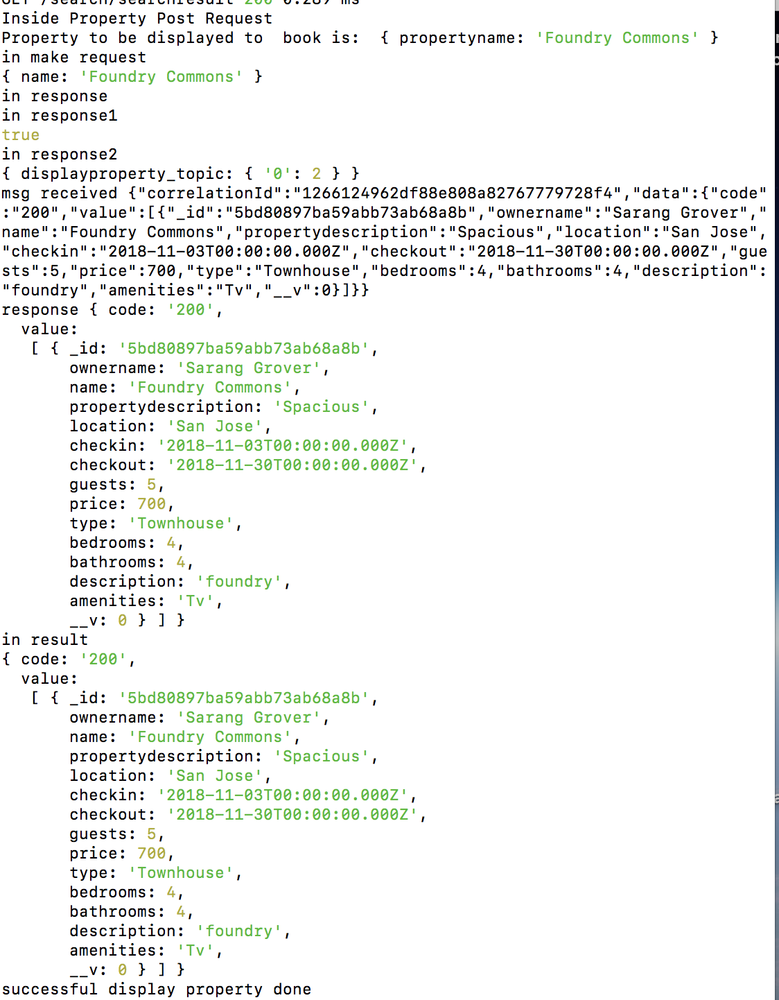 GET /search/searchresult 200 0.289 ms
Inside Property Post Request
Property to be displayed to  book is:  { propertyname: 'Foundry Commons' }
in make request
{ name: 'Foundry Commons' }
in response
in response1
true
in response2
{ displayproperty_topic: { '0': 2 } }
msg received {"correlationId":"1266124962df88e808a82767779728f4","data":{"code"
:"200","value":[{"_id":"5bd80897ba59abb73ab68a8b","ownername":"Sarang Grover","
name":"Foundry Commons","propertydescription":"Spacious","location":"San Jose",
"checkin":"2018-11-03T00:00:00.000Z","checkout":"2018-11-30T00:00:00.000Z","gue
sts":5,"price":700,"type":"Townhouse","bedrooms":4,"bathrooms":4,"description":
"foundry","amenities":"Tv","__v":0}]}}
response { code: '200',
  value:
   [ { _id: '5bd80897ba59abb73ab68a8b',
       ownername: 'Sarang Grover',
       name: 'Foundry Commons',
       propertydescription: 'Spacious',
       location: 'San Jose',
       checkin: '2018-11-03T00:00:00.000Z',
       checkout: '2018-11-30T00:00:00.000Z',
       guests: 5,
       price: 700,
       type: 'Townhouse',
       bedrooms: 4,
       bathrooms: 4,
       description: 'foundry',
       amenities: 'Tv',
       __v: 0 } ] }
in result
{ code: '200',
  value:
   [ { _id: '5bd80897ba59abb73ab68a8b',
       ownername: 'Sarang Grover',
       name: 'Foundry Commons',
       propertydescription: 'Spacious',
       location: 'San Jose',
       checkin: '2018-11-03T00:00:00.000Z',
       checkout: '2018-11-30T00:00:00.000Z',
       guests: 5,
       price: 700,
       type: 'Townhouse',
       bedrooms: 4,
       bathrooms: 4,
       description: 'foundry',
       amenities: 'Tv',
       __v: 0 } ] }
successful display property done